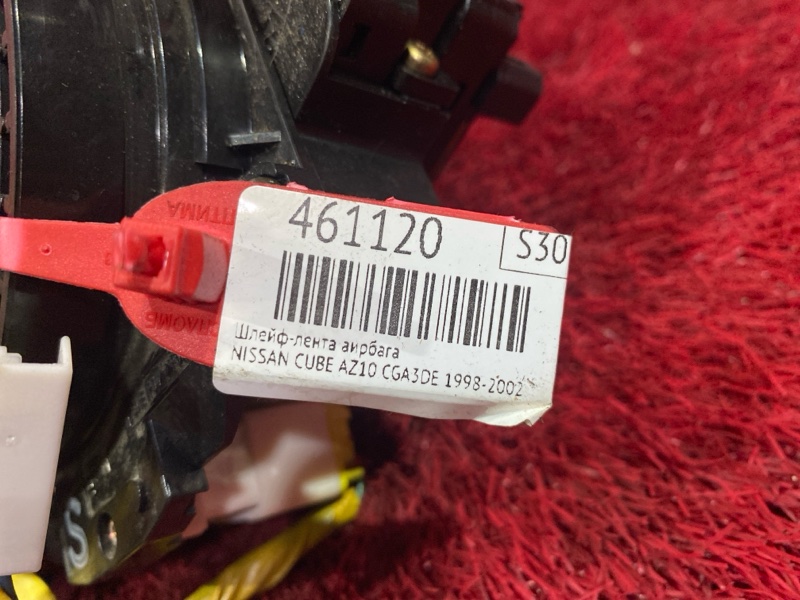 461120
S30
Шлейф-лента аирбага
NISSAN CUBE AZ10 CGA3DE 1998-2002
S